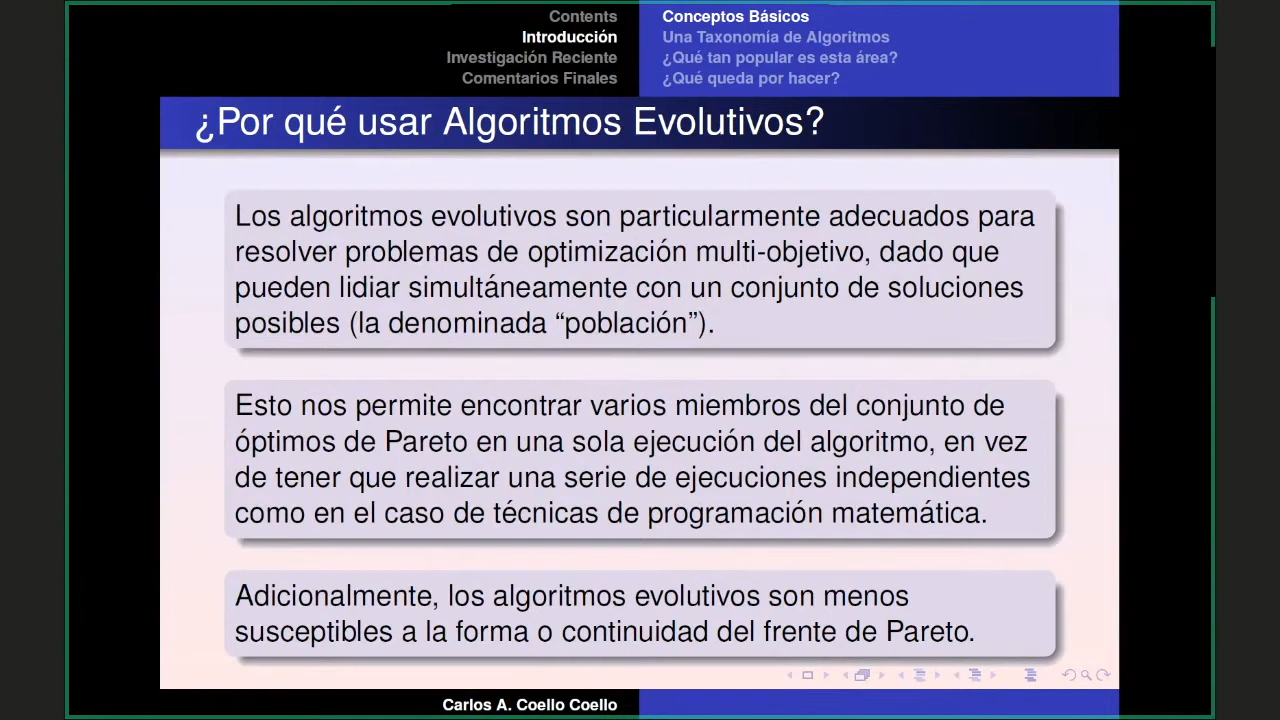 Contents
Introducción
Investigación Reciente
Comentarios Finales
Conceptos Básicos
Una Taxonomía de Algoritmos
¿Qué tan popular es esta área?
¿Qué queda por hacer?
¿Por qué usar Algoritmos Evolutivos?
Los algoritmos evolutivos son particularmente adecuados para
resolver problemas de optimización multi-objetivo, dado que
pueden lidiar simultáneamente con un conjunto de soluciones
posibles (la denominada “población”).
Esto nos permite encontrar varios miembros del conjunto de
óptimos de Pareto en una sola ejecución del algoritmo, en vez
de tener que realizar una serie de ejecuciones independientes
como en el caso de técnicas de programación matemática.
Adicionalmente, los algoritmos evolutivos son menos
susceptibles a la forma o continuidad del frente de Pareto.
Carlos A. Coello Coello